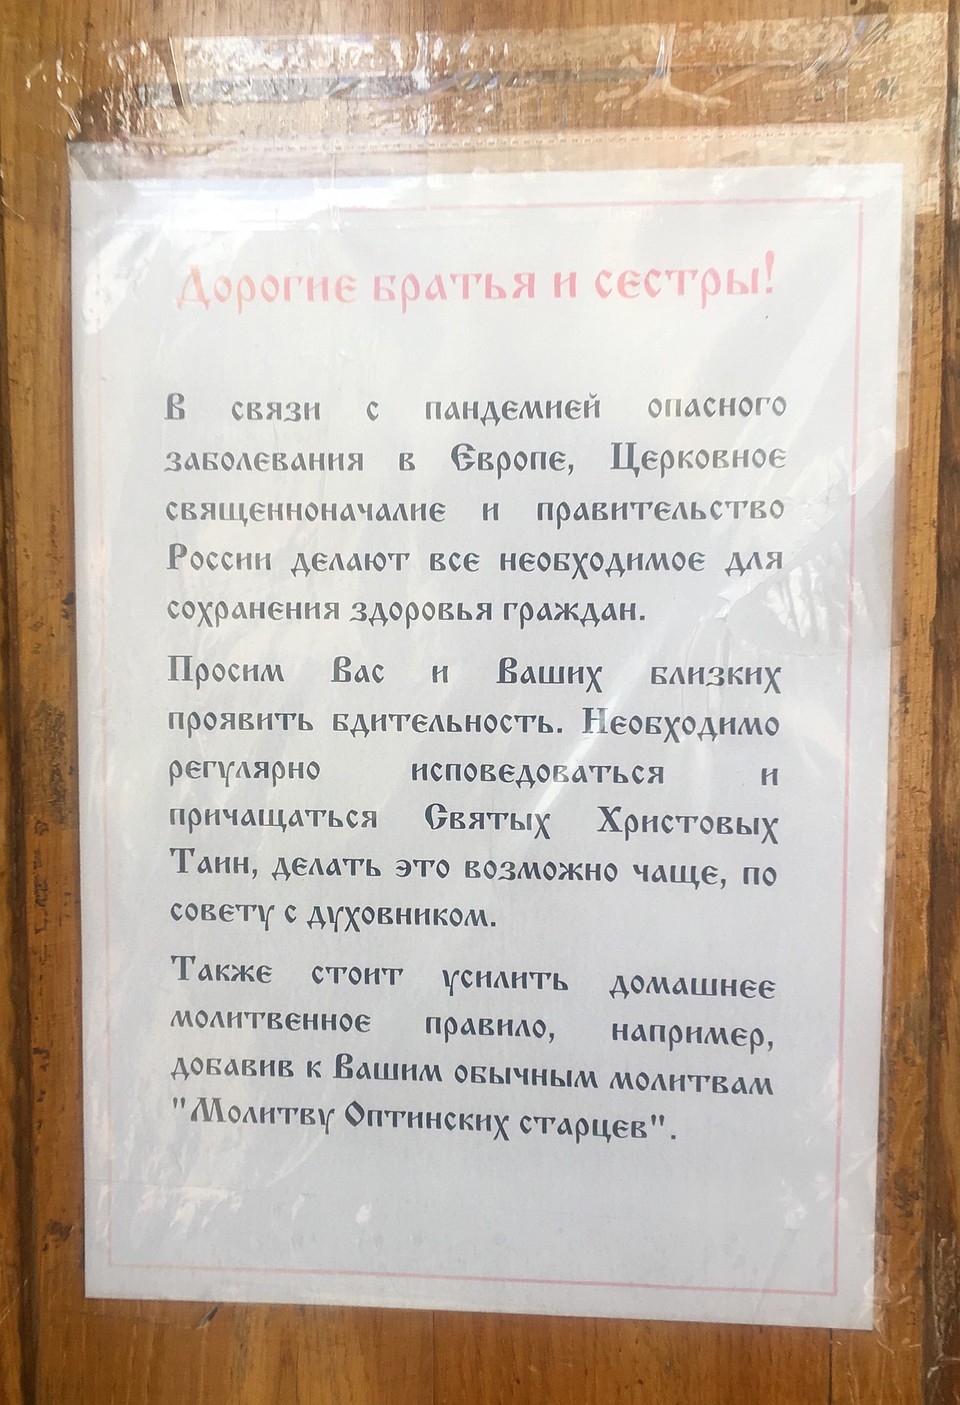 Дорогие братья и сестры!
В связи с пандемией опасного
заболевания в Европе, Церковное
священноначалие и правительство
России делают все необходимое для
сохранения здоровья граждан.
Просим Вас и Ваших близких
проявить бдительность. Необходимо
регулярно исповедоваться и
причащаться Святых Христовых
Таин, делать это возможно чаще, по
совету с духовником.
Также стоит усилить домашнее
молитвенное правило, например,
добавив к Вашим обычным молитвам
"Молитву Оптинских старцев".